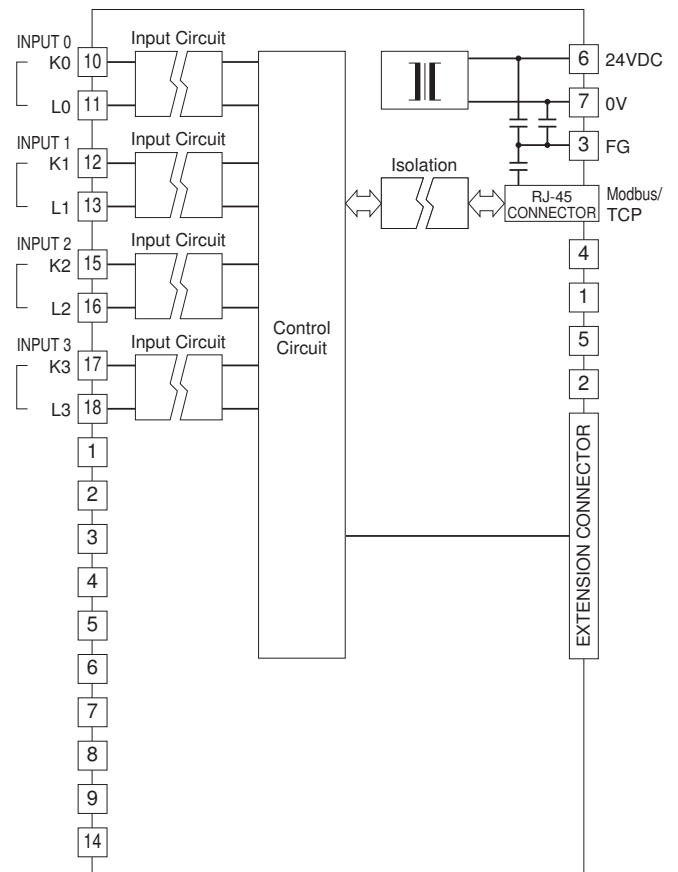 INPUT 0
K0 10
L0 11
Input Circuit
INPUT 1
K1 12
L1 13
Input Circuit
INPUT 2
K2 15
L2 16
Input Circuit
INPUT 3
K3 17
L3 18
Input Circuit
1
2
3
4
5
6
7
8
9
14
Control
Circuit
6 24VDC
7 0V
3 FG
Isolation
RJ-45
CONNECTOR
Modbus/
TCP
4
1
5
2
EXTENSION CONNECTOR